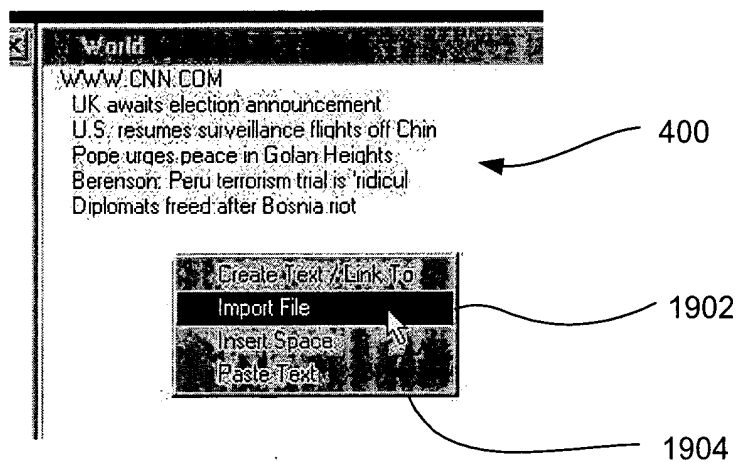 World
WWW.CNN.COM
UK awaits election announcement
U.S. resumes surveillance flights off Chin
Pope urges peace in Golan Heights
Berenson: Peru terrorism trial is 'ridicul
Diplomats freed after Bosnia riot
400
Create Text / Link To
Import File
1902
Insert Space
Paste Text
1904